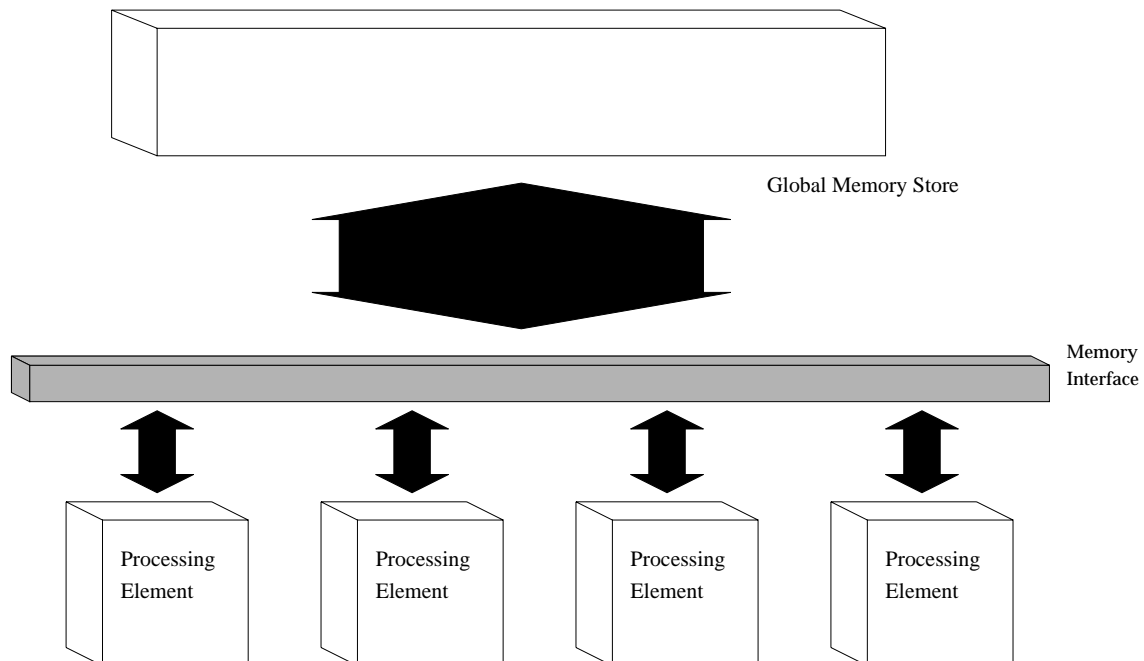 Global Memory Store
Memory
Interface
Processing
Element
Processing
Element
Processing
Element
Processing
Element